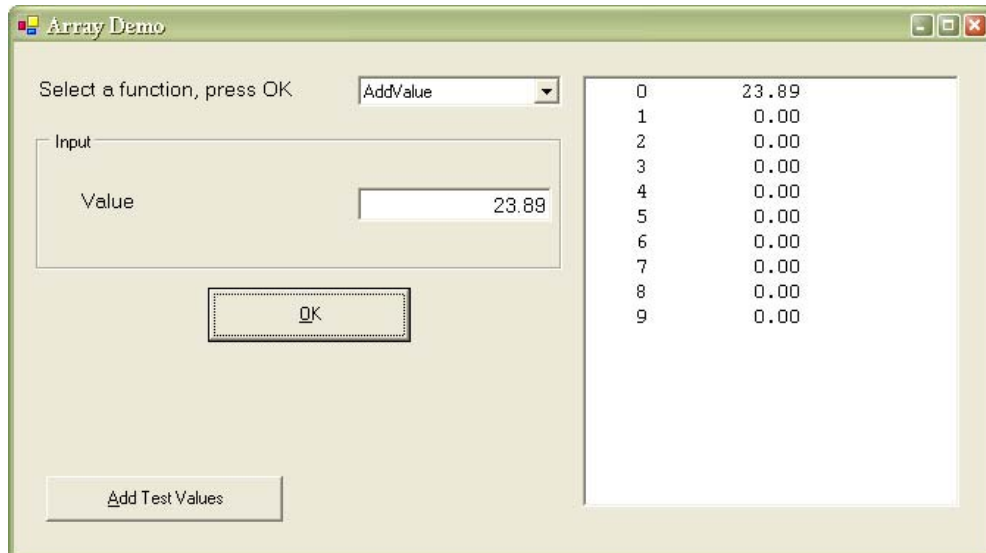 Array Demo
Select a function, press OK
AddValue
Input
Value
23.89
OK
Add Test Values
0 23.89
1 0.00
2 0.00
3 0.00
4 0.00
5 0.00
6 0.00
7 0.00
8 0.00
9 0.00